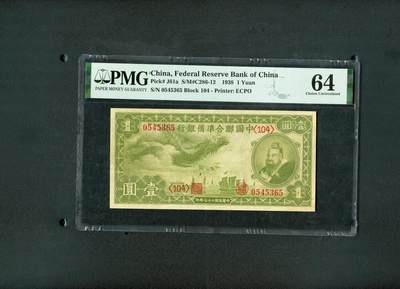 PMG
PAPER MONEY GUARANTY
China, Federal Reserve Bank of China
Pick# J61a S/M#C286-12 1938 1 Yuan
S/N 0545365 Block 104 - Printer: ECPO
64
Choice Uncirculated
0545365
〈104〉
行銀備準合聯國中
〈104〉
0545365
圓壹